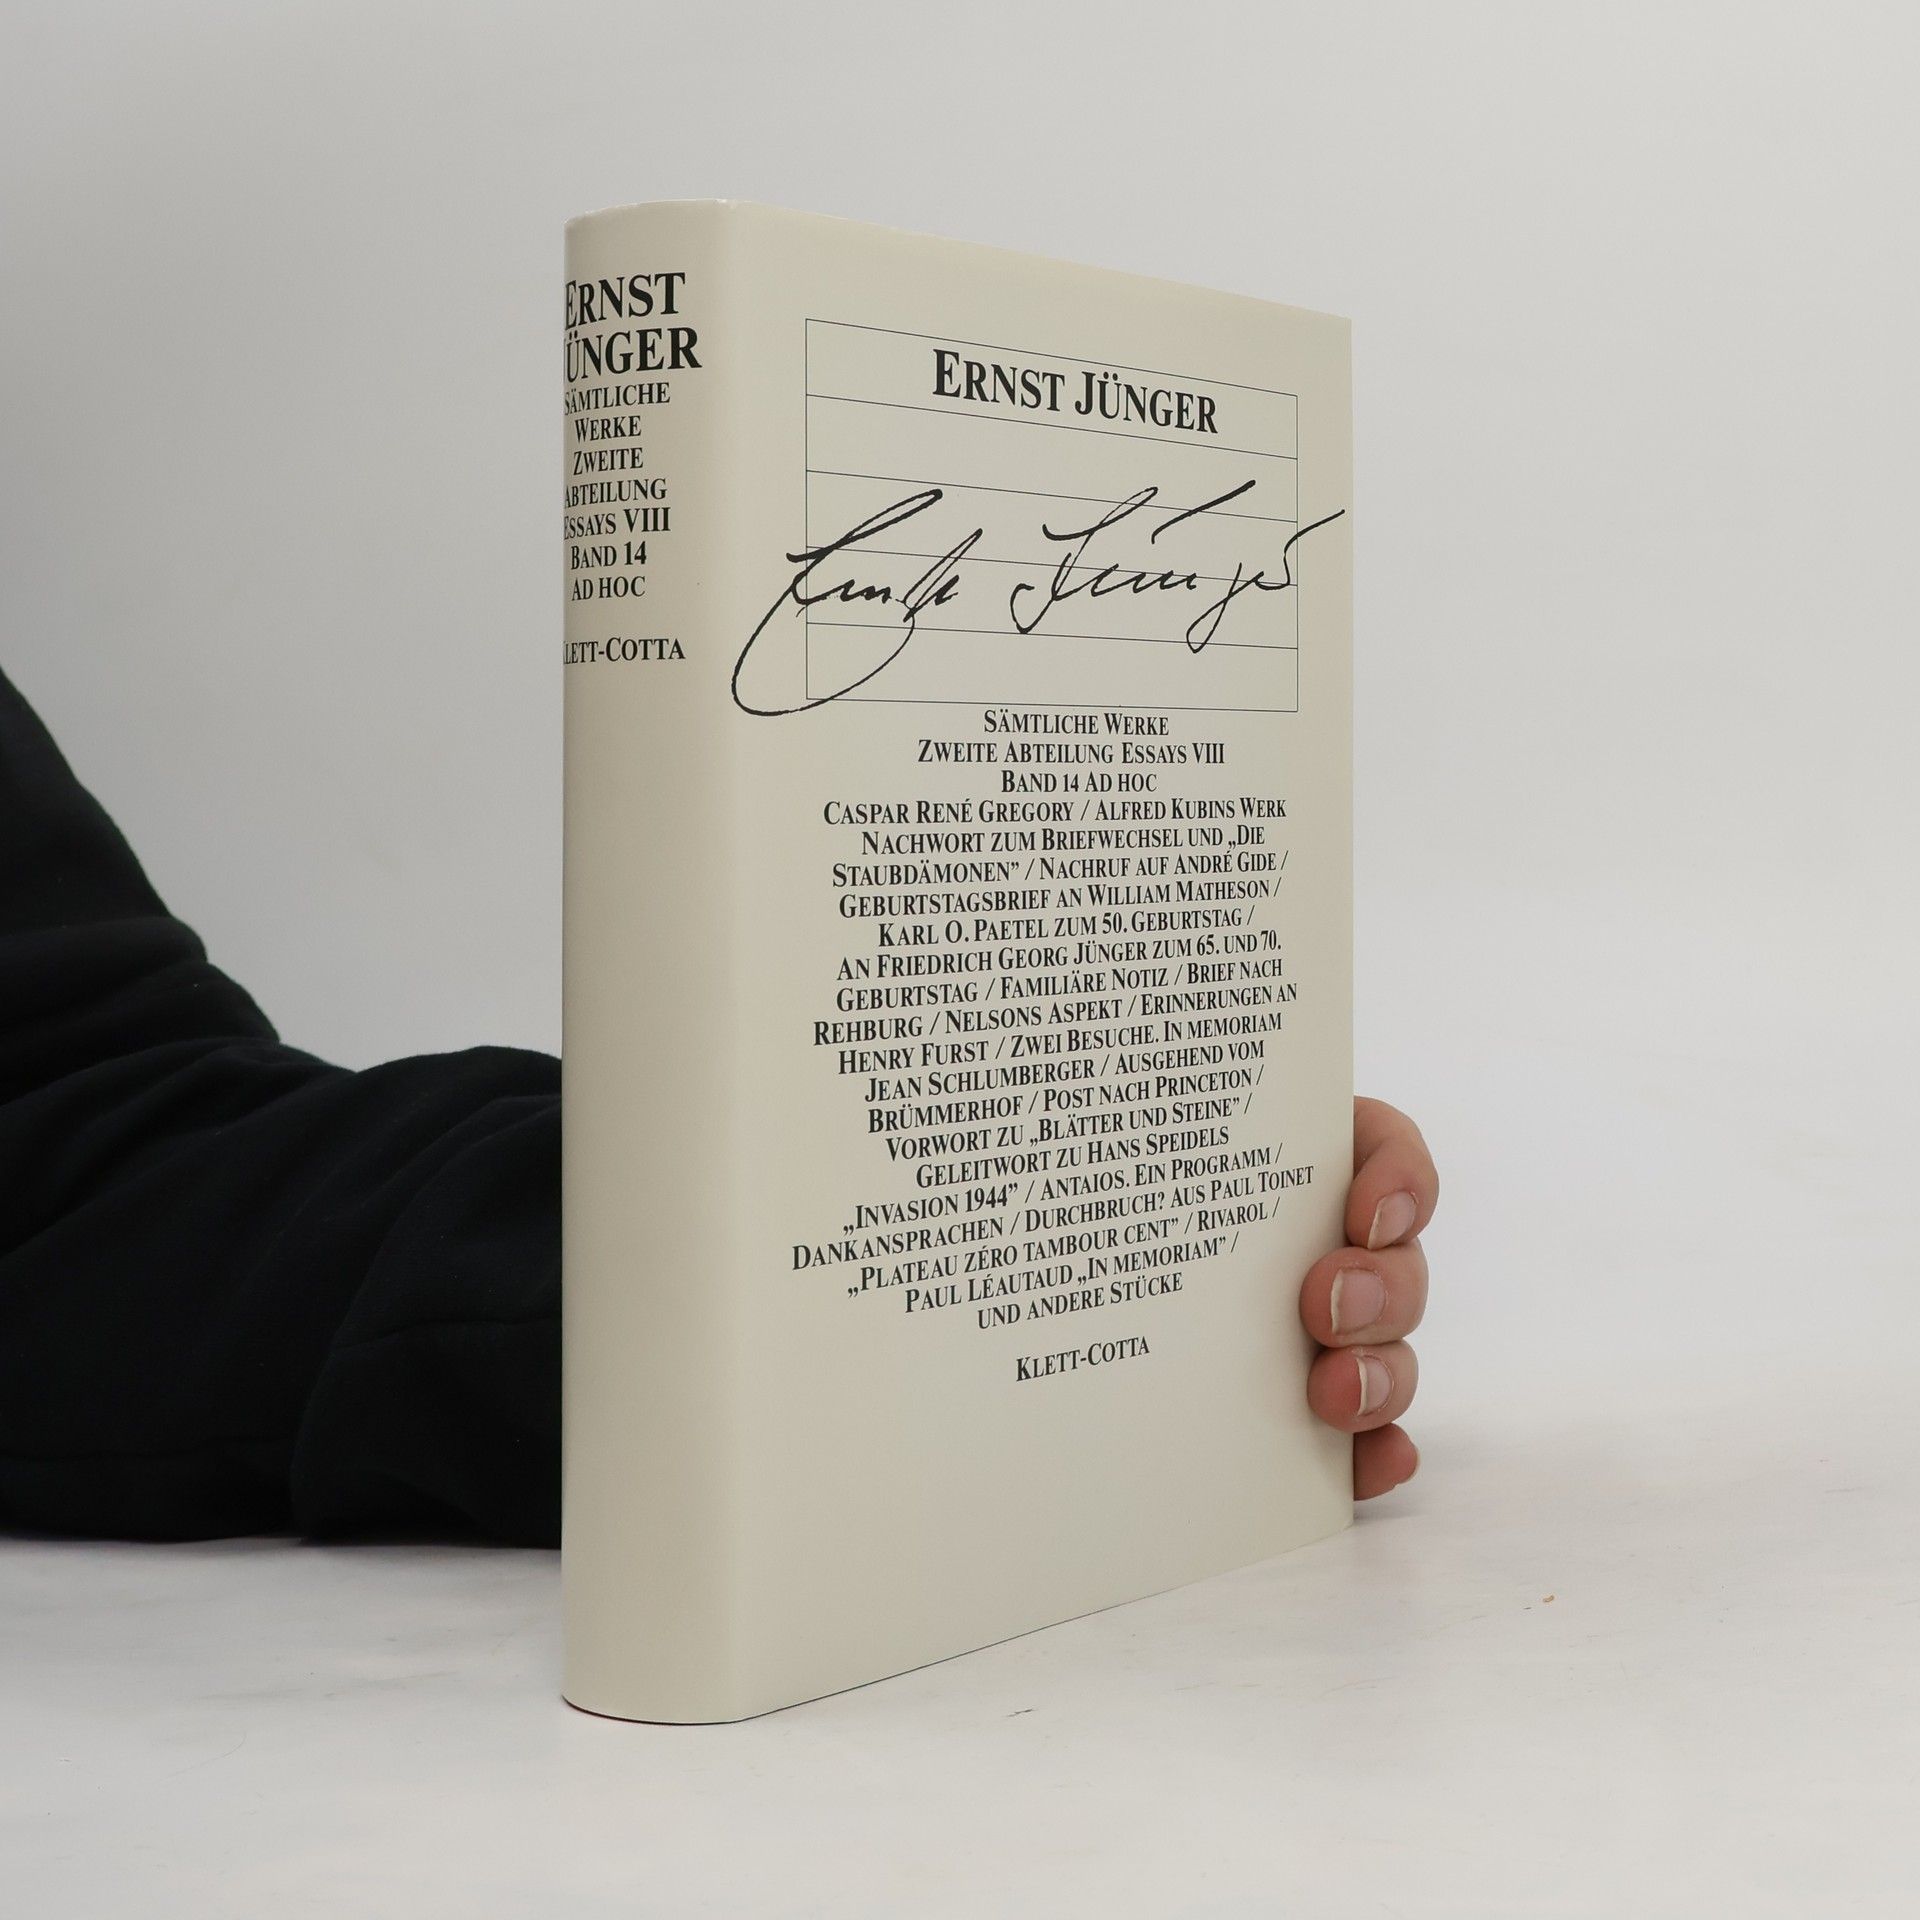 ERNST
JÜNGER
SÄMTLICHE
WERKE
ZWEITE
ABTEILUNG
ESSAYS VIII
BAND 14
AD HOC
KLETT-COTTA
ERNST JÜNGER
Ernst Jünger
SÄMTLICHE WERKE
ZWEITE ABTEILUNG ESSAYS VIII
BAND 14 AD HOC
CASPAR RENÉ GREGORY / ALFRED KUBINS WERK
NACHWORT ZUM BRIEFWECHSEL UND „DIE
STAUBDÄMONEN” / NACHRUF AUF ANDRÉ GIDE /
GEBURTSTAGSBRIEF AN WILLIAM MATHESON /
KARL O. PAETEL ZUM 50. GEBURTSTAG /
AN FRIEDRICH GEORG JÜNGER ZUM 65. UND 70.
GEBURTSTAG / FAMILIÄRE NOTIZ / BRIEF NACH
REHBURG / NELSONS ASPEKT / ERINNERUNGEN AN
HENRY FURST / ZWEI BESUCHE. IN MEMORIAM
JEAN SCHLUMBERGER / AUSGEHEND VOM
BRÜMMERHOF / POST NACH PRINCETON /
VORWORT ZU „BLÄTTER UND STEINE” /
GELEITWORT ZU HANS SPEIDELS
„INVASION 1944” / ANTAIOS. EIN PROGRAMM /
DANKANSPRACHEN / DURCHBRUCH? AUS PAUL TOINET
„PLATEAU ZÉRO TAMBOUR CENT” / RIVAROL /
PAUL LÉAUTAUD „IN MEMORIAM” /
UND ANDERE STÜCKE
KLETT-COTTA